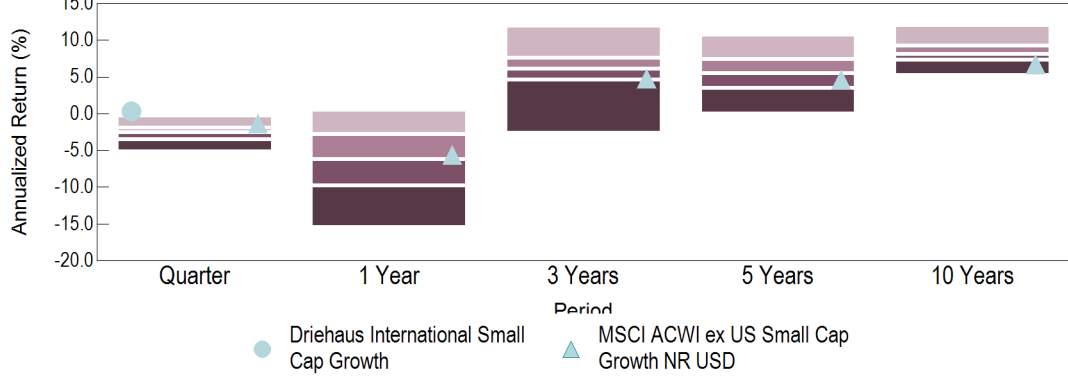 15.0
10.0
5.0
0.0
-5.0
-10.0
-15.0
-20.0
Annualized Return (%)
Quarter 1 Year 3 Years 5 Years 10 Years
Period
Driehaus International Small
Cap Growth
MSCI ACWI ex US Small Cap
Growth NR USD